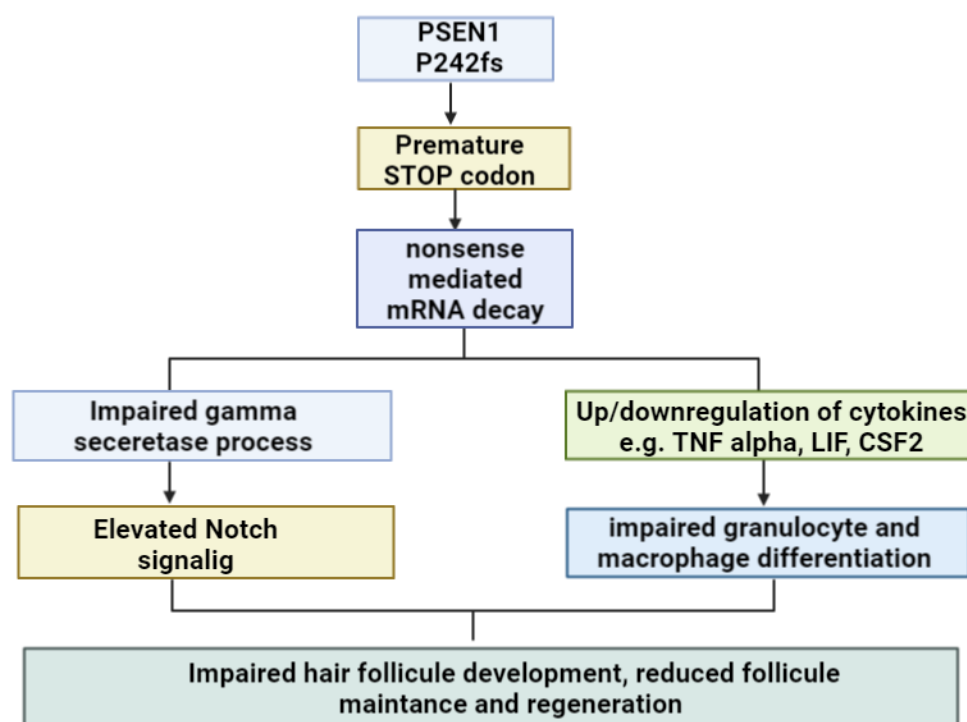 PSEN1
P242fs
Premature
STOP codon
nonsense
mediated
mRNA decay
Impaired gamma
seceretase process
Up/downregulation of cytokines
e.g. TNF alpha, LIF, CSF2
Elevated Notch
signalig
impaired granulocyte and
macrophage differentiation
Impaired hair follicule development, reduced follicule
maintance and regeneration